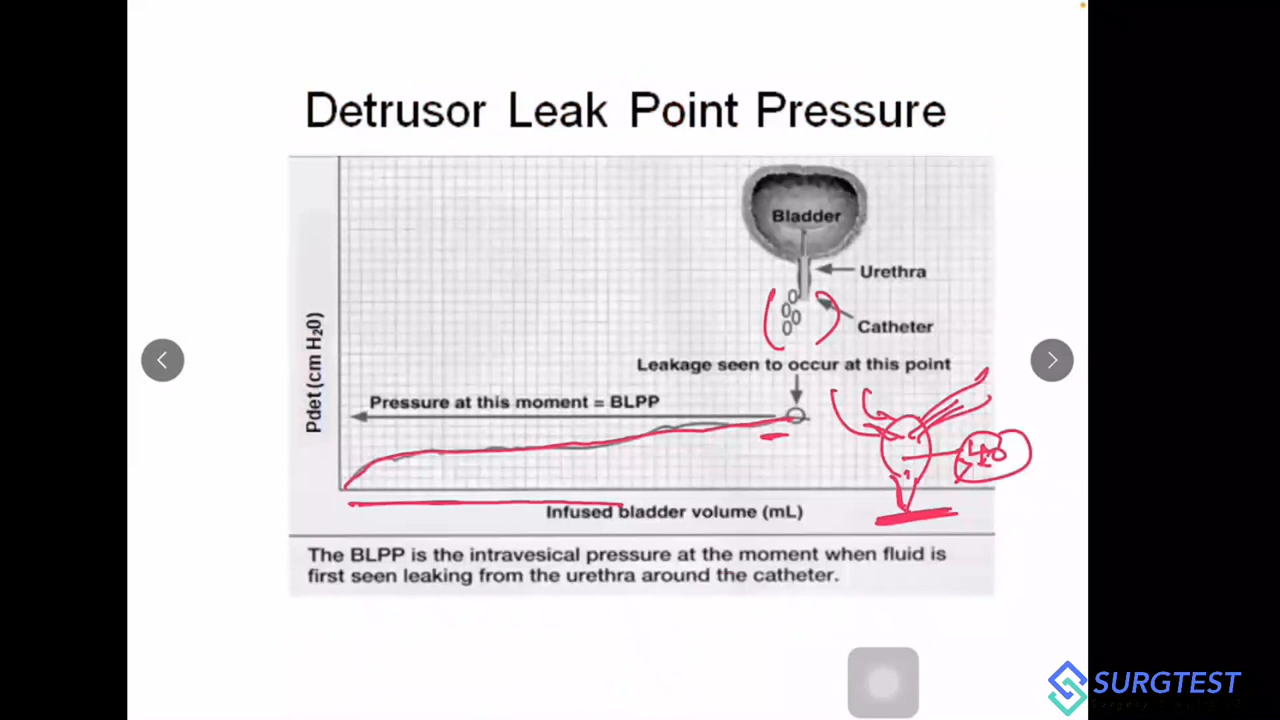 Detrusor Leak Point Pressure
Bladder
Urethra
Catheter
Leakage seen to occur at this point
Pressure at this moment = BLPP
Pdet (cm H₂0)
40
Infused bladder volume (mL)
The BLPP is the intravesical pressure at the moment when fluid is
first seen leaking from the urethra around the catheter.
SURGTEST